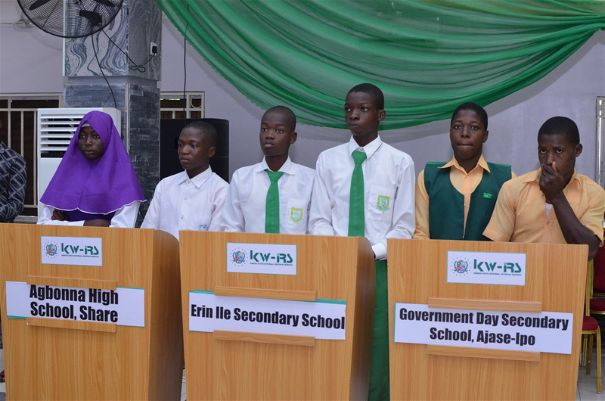 KW-IRS
Agbonna High
School, Share
KW-IRS
Erin Ile Secondary School
KW-IRS
Government Day Secondary
School, Ajase-Ipo